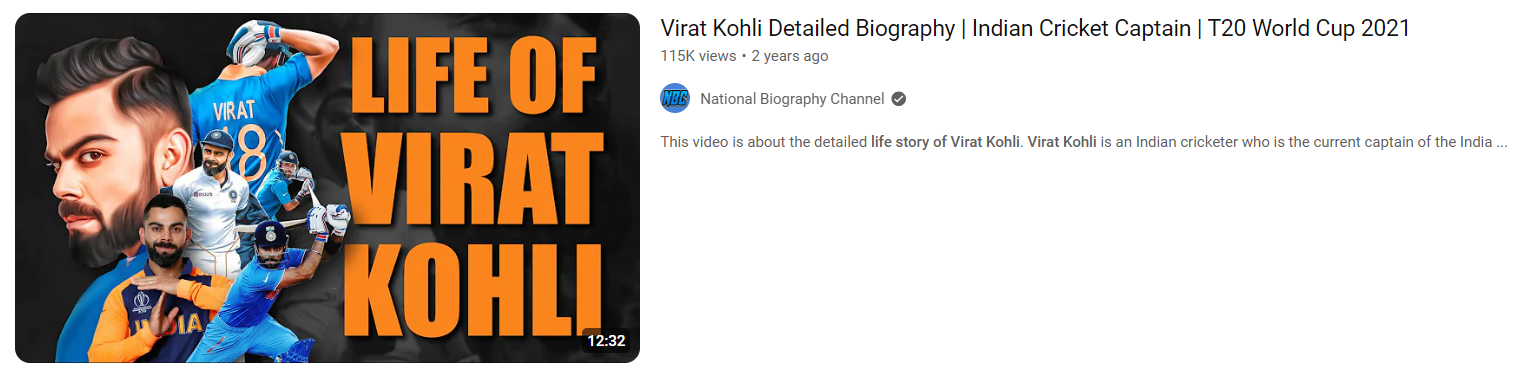 LIFE OF
VIRAT
KOHLI
VIRAT
18
INDIA
12:32
Virat Kohli Detailed Biography | Indian Cricket Captain | T20 World Cup 2021
115K views • 2 years ago
NBC
National Biography Channel
This video is about the detailed life story of Virat Kohli. Virat Kohli is an Indian cricketer who is the current captain of the India ...